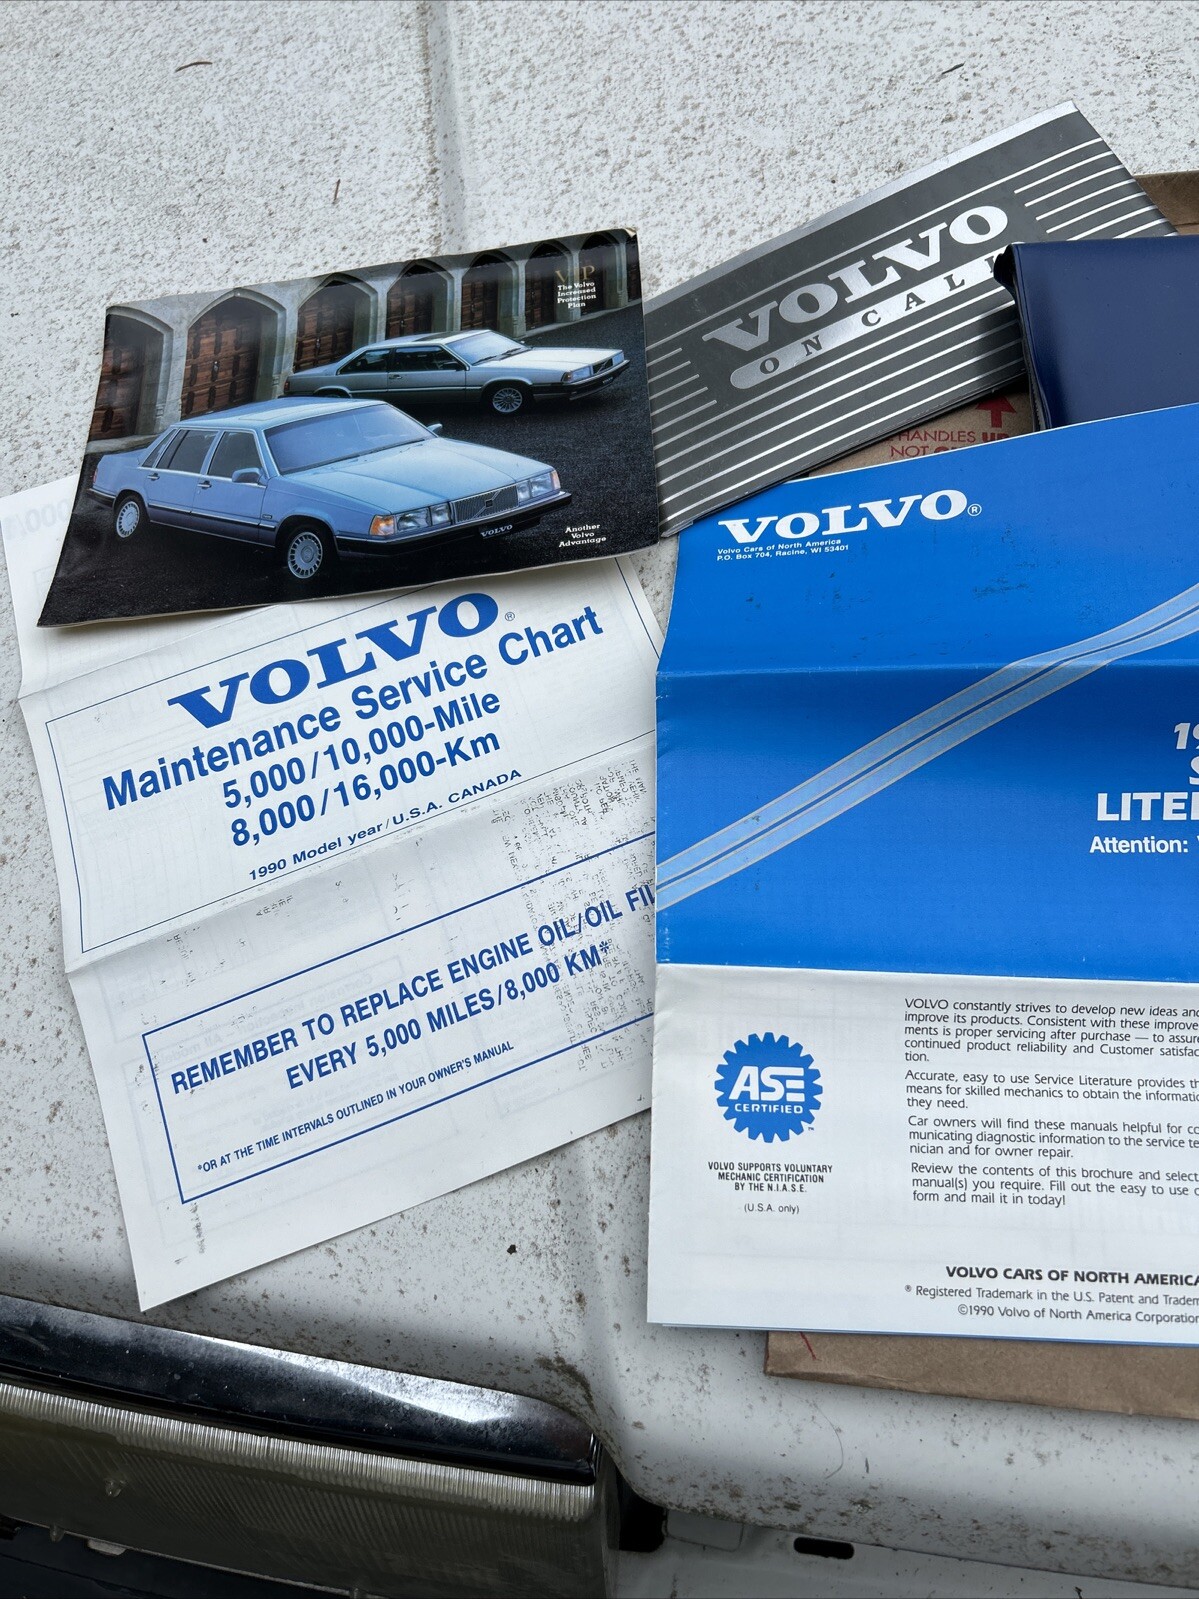 VIP
The Volvo
Increased
Protection
Plan
VOLVO
Another
Volvo
Advantage
VOLVO
ON CALL
HANDLES
NOT
VOLVO®
Maintenance Service Chart
5,000/10,000-Mile
8,000/16,000-Km
1990 Model year/U.S.A. CANADA
REMEMBER TO REPLACE ENGINE OIL/OIL FIL
EVERY 5,000 MILES/8,000 KM*
*OR AT THE TIME INTERVALS OUTLINED IN YOUR OWNER'S MANUAL
VOLVO®
Volvo Cars of North America
P.O. Box 704, Racine, WI 53401
19
S
LITE
Attention:
ASE
CERTIFIED
™
VOLVO SUPPORTS VOLUNTARY
MECHANIC CERTIFICATION
BY THE N.I.A.S.E.
(U.S.A. only)
VOLVO constantly strives to develop new ideas and
improve its products. Consistent with these improve
ments is proper servicing after purchase — to assure
continued product reliability and Customer satisfac
tion.
Accurate, easy to use Service Literature provides th
means for skilled mechanics to obtain the informatio
they need.
Car owners will find these manuals helpful for co
municating diagnostic information to the service te
nician and for owner repair.
Review the contents of this brochure and select
manual(s) you require. Fill out the easy to use o
form and mail it in today!
VOLVO CARS OF NORTH AMERICA
® Registered Trademark in the U.S. Patent and Tradem
©1990 Volvo of North America Corporation